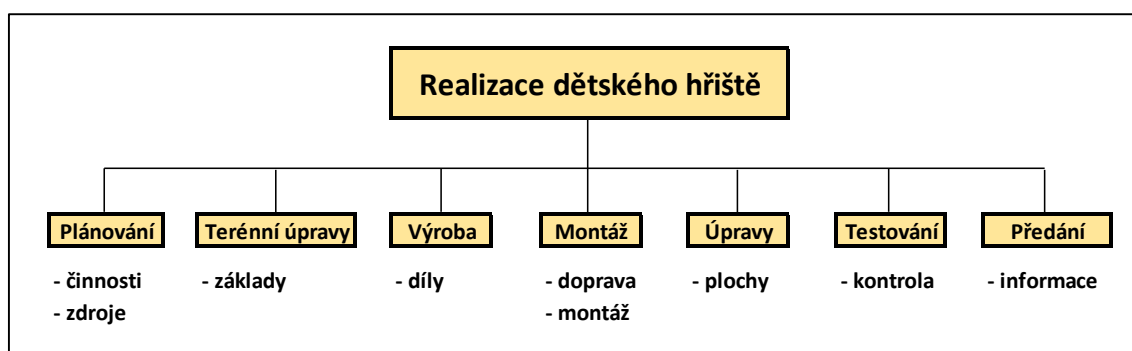 Realizace dětského hřiště
Plánování
- činnosti
- zdroje
Terénní úpravy
- základy
Výroba
- díly
Montáž
- doprava
- montáž
Úpravy
- plochy
Testování
- kontrola
Předání
- informace